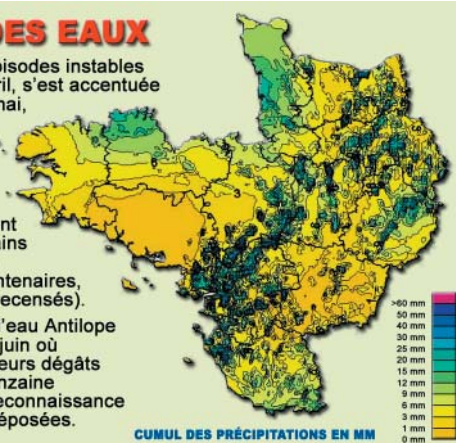 DES EAUX
pisodes instables
ril, s'est accentuée
nai,
nt
ains
ntenaires,
ecensés).
l'eau Antilope
juin où
eurs dégâts
nzaine
econnaissance
éposées.
>60 mm
50 mm
40 mm
30 mm
25 mm
20 mm
15 mm
12 mm
9 mm
6 mm
3 mm
1 mm
0 mm
CUMUL DES PRÉCIPITATIONS EN MM